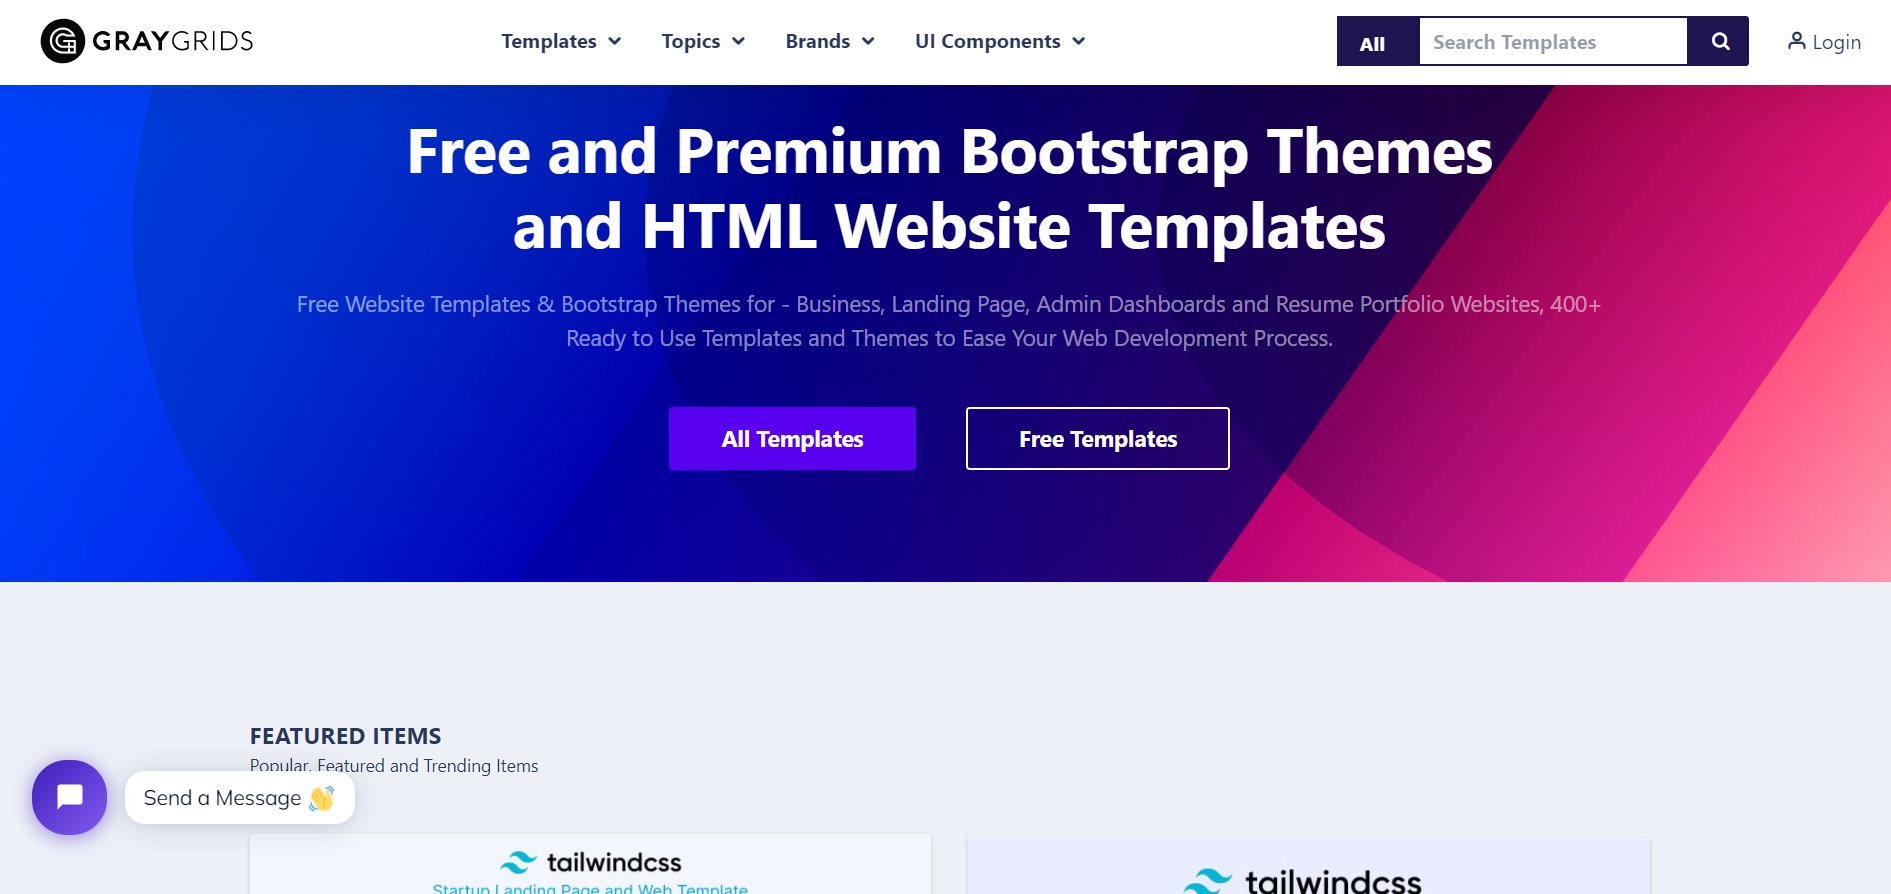 GRAYGRIDS
Templates
Topics
Brands
UI Components
All
Search Templates
Login
Free and Premium Bootstrap Themes
and HTML Website Templates
Free Website Templates & Bootstrap Themes for - Business, Landing Page, Admin Dashboards and Resume Portfolio Websites, 400+
Ready to Use Templates and Themes to Ease Your Web Development Process.
All Templates
Free Templates
FEATURED ITEMS
Popular, Featured and Trending Items
Send a Message 👋
tailwindcss
Startup Landing Page and Web Template
tailwindcss